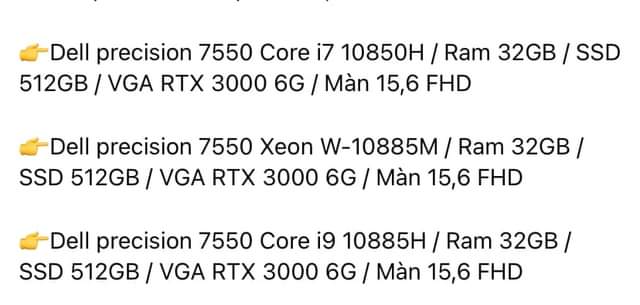 👉Dell precision 7550 Core i7 10850H / Ram 32GB / SSD
512GB / VGA RTX 3000 6G / Màn 15,6 FHD
👉Dell precision 7550 Xeon W-10885M / Ram 32GB /
SSD 512GB / VGA RTX 3000 6G / Màn 15,6 FHD
👉Dell precision 7550 Core i9 10885H / Ram 32GB /
SSD 512GB / VGA RTX 3000 6G / Màn 15,6 FHD